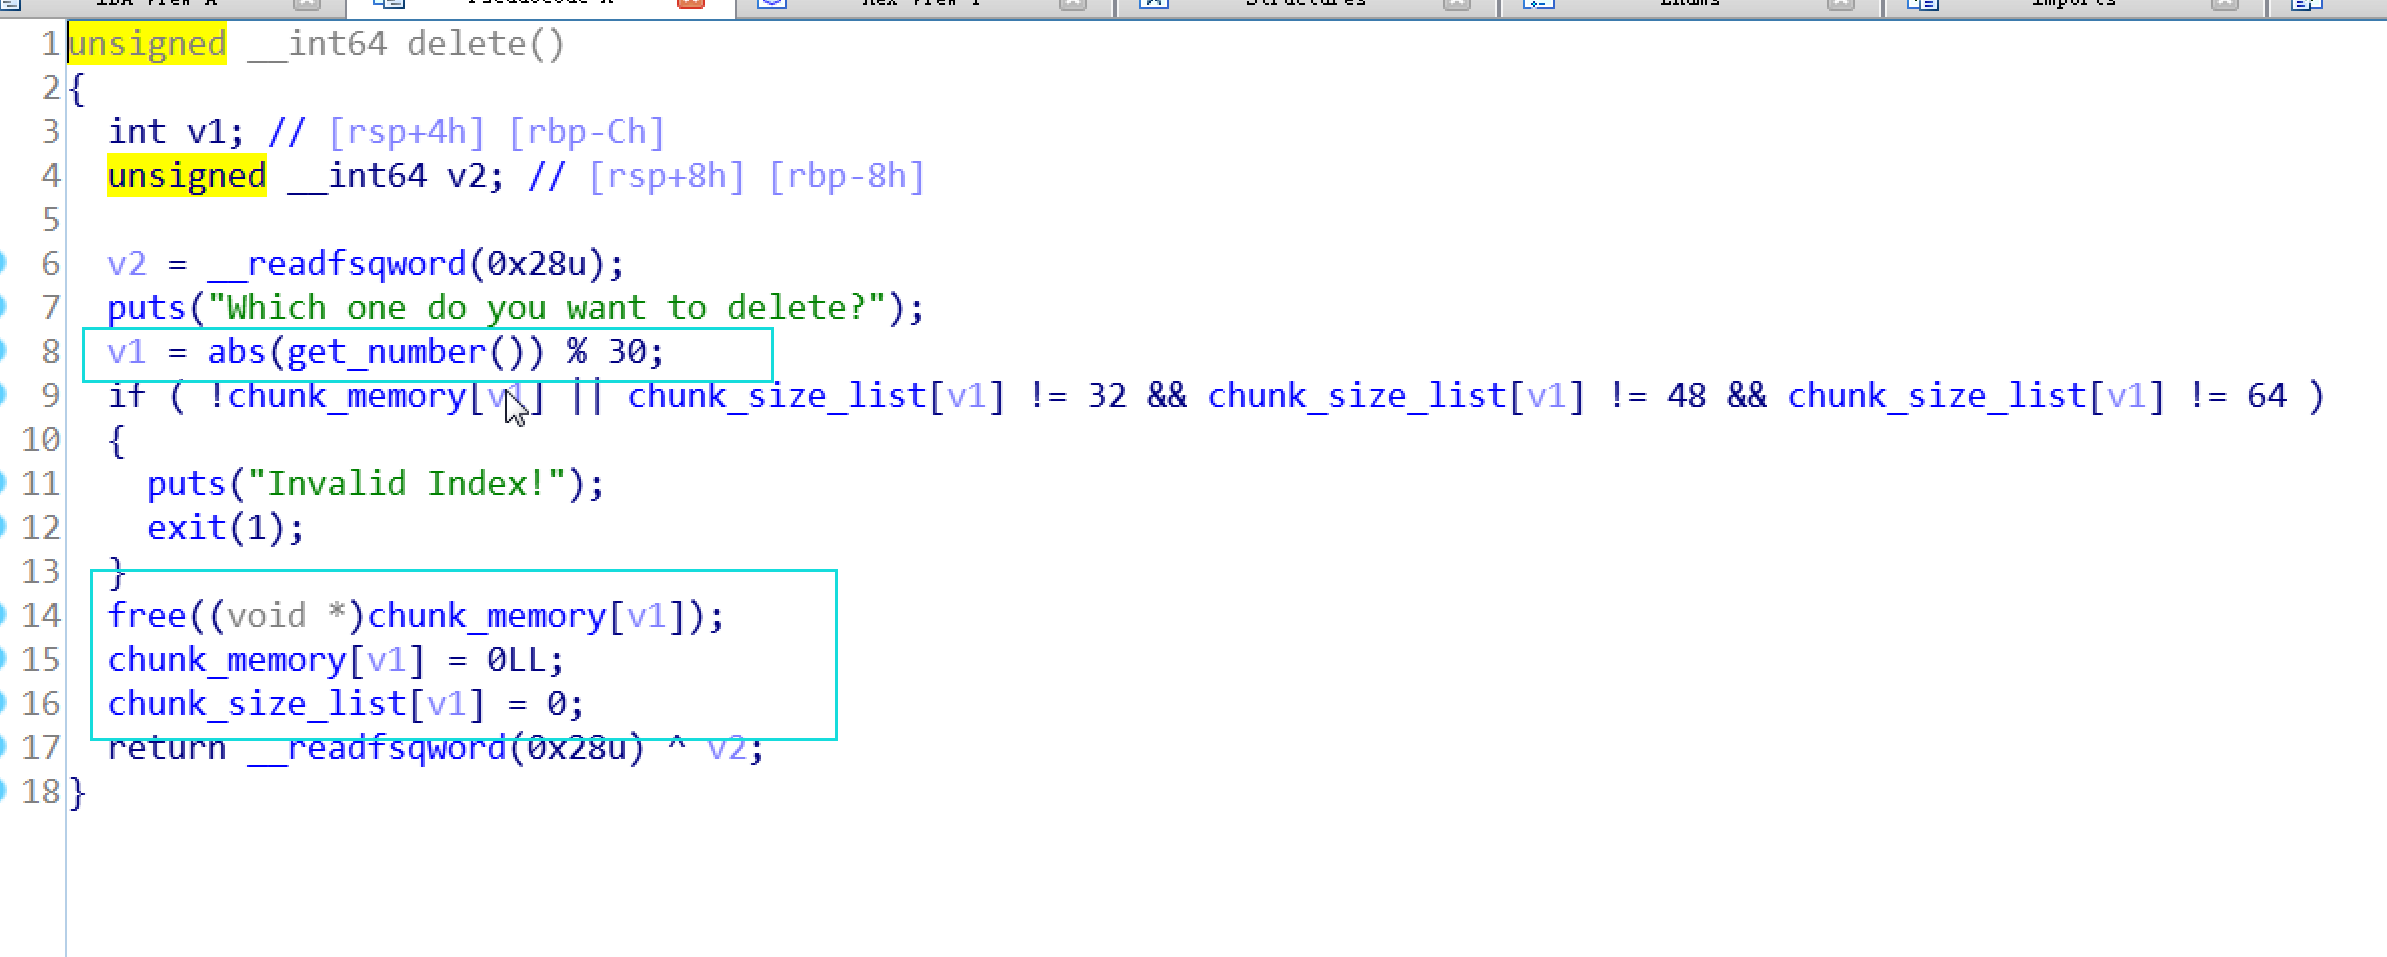 IDA View-A Pseudocode-A Hex View-1 Structures Enums Imports
1 unsigned __int64 delete()
2 {
3 int v1; // [rsp+4h] [rbp-Ch]
4 unsigned __int64 v2; // [rsp+8h] [rbp-8h]
5
6 v2 = __readfsqword(0x28u);
7 puts("Which one do you want to delete?");
8 v1 = abs(get_number()) % 30;
9 if ( !chunk_memory[v1] || chunk_size_list[v1] != 32 && chunk_size_list[v1] != 48 && chunk_size_list[v1] != 64 )
10 {
11 puts("Invalid Index!");
12 exit(1);
13 }
14 free((void *)chunk_memory[v1]);
15 chunk_memory[v1] = 0LL;
16 chunk_size_list[v1] = 0;
17 return __readfsqword(0x28u) ^ v2;
18 }